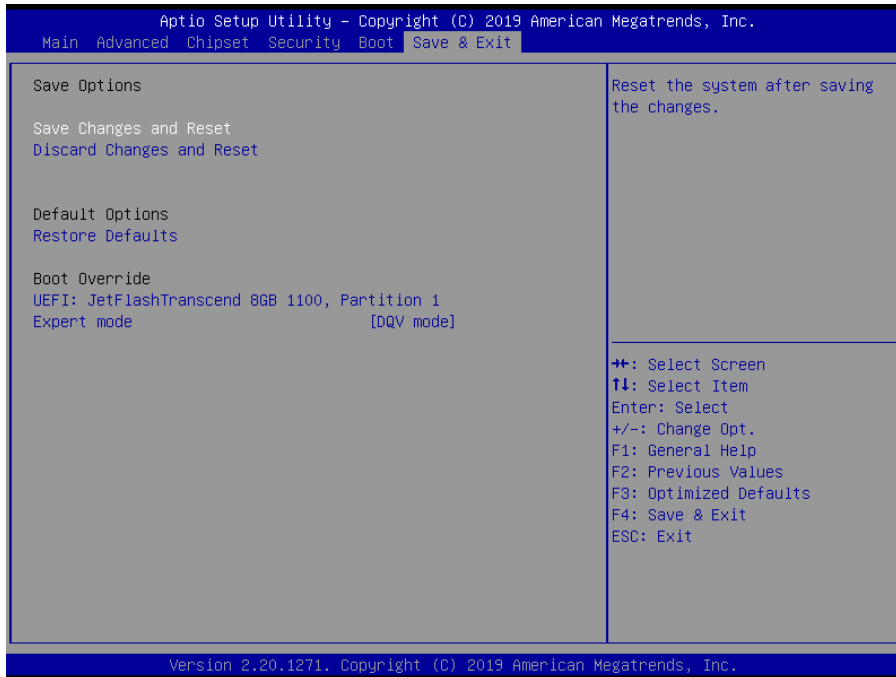 Aptio Setup Utility – Copyright (C) 2019 American Megatrends, Inc.
Main Advanced Chipset Security Boot Save & Exit
Save Options
Save Changes and Reset
Discard Changes and Reset
Default Options
Restore Defaults
Boot Override
UEFI: JetFlashTranscend 8GB 1100, Partition 1
Expert mode [DQV mode]
Reset the system after saving
the changes.
→←: Select Screen
↑↓: Select Item
Enter: Select
+/-: Change Opt.
F1: General Help
F2: Previous Values
F3: Optimized Defaults
F4: Save & Exit
ESC: Exit
Version 2.20.1271. Copyright (C) 2019 American Megatrends, Inc.